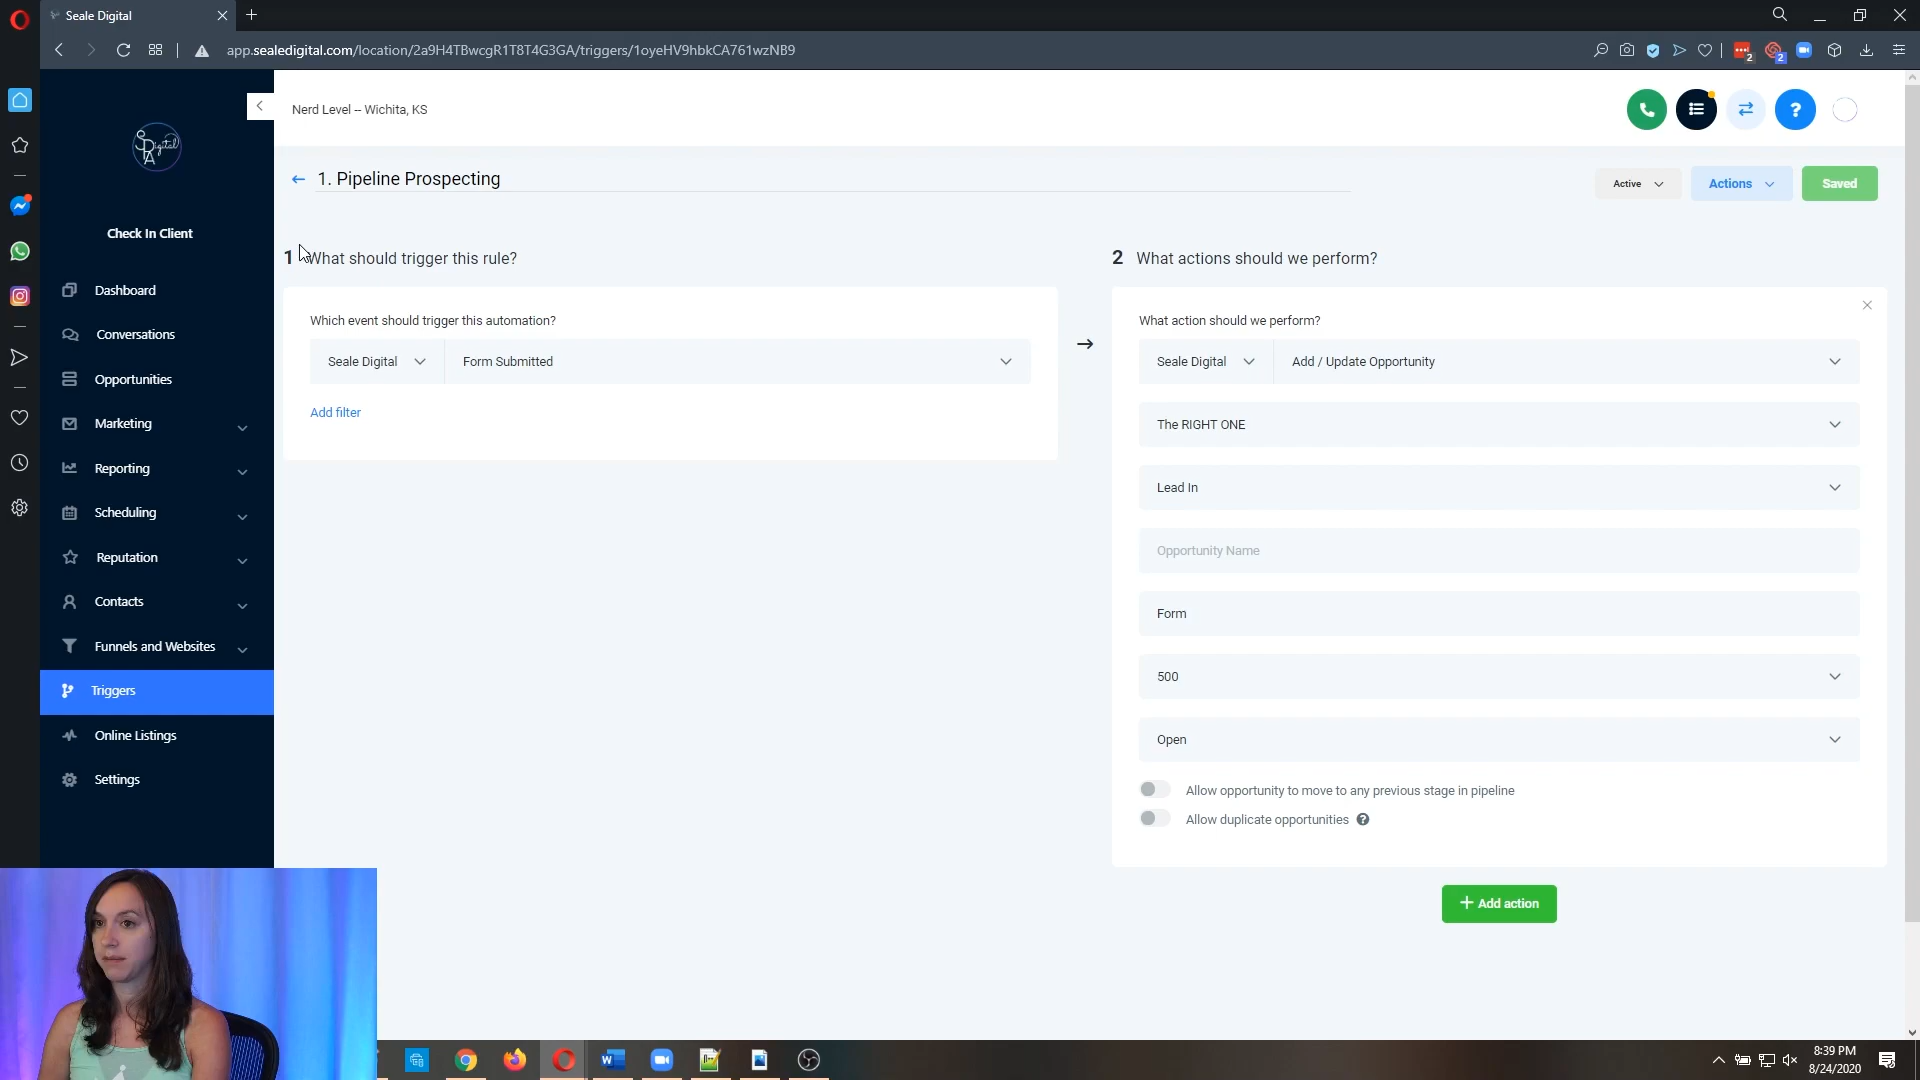 Seale Digital
app.sealedigital.com/location/2a9H4TBwcgR1T8T4G3GA/triggers/1oyeHV9hbkCA761wzNB9
2
2
Nerd Level -- Wichita, KS
?
Digital
Check In Client
Dashboard
Conversations
Opportunities
Marketing
Reporting
Scheduling
Reputation
Contacts
Funnels and Websites
Triggers
Online Listings
Settings
1. Pipeline Prospecting
Active
Actions
Saved
1 What should trigger this rule?
Which event should trigger this automation?
Seale Digital
Form Submitted
Add filter
2 What actions should we perform?
What action should we perform?
Seale Digital
Add / Update Opportunity
The RIGHT ONE
Lead In
Opportunity Name
Form
500
Open
Allow opportunity to move to any previous stage in pipeline
Allow duplicate opportunities ?
+ Add action
8:39 PM
8/24/2020